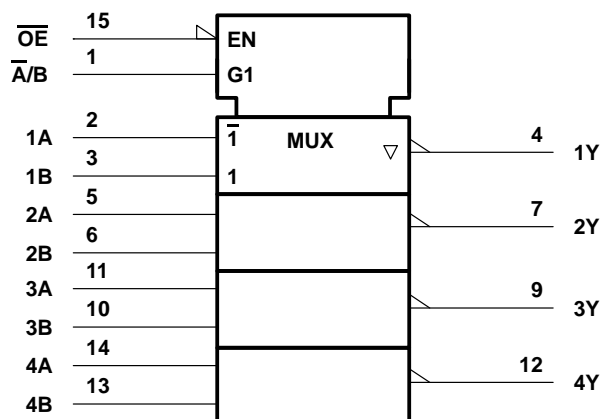 O̅E̅ 15 EN
A̅/B 1 G1
MUX
1A 2 1̅
4 1Y
1B 3 1
2A 5
7 2Y
2B 6
3A 11
9 3Y
3B 10
4A 14
12 4Y
4B 13